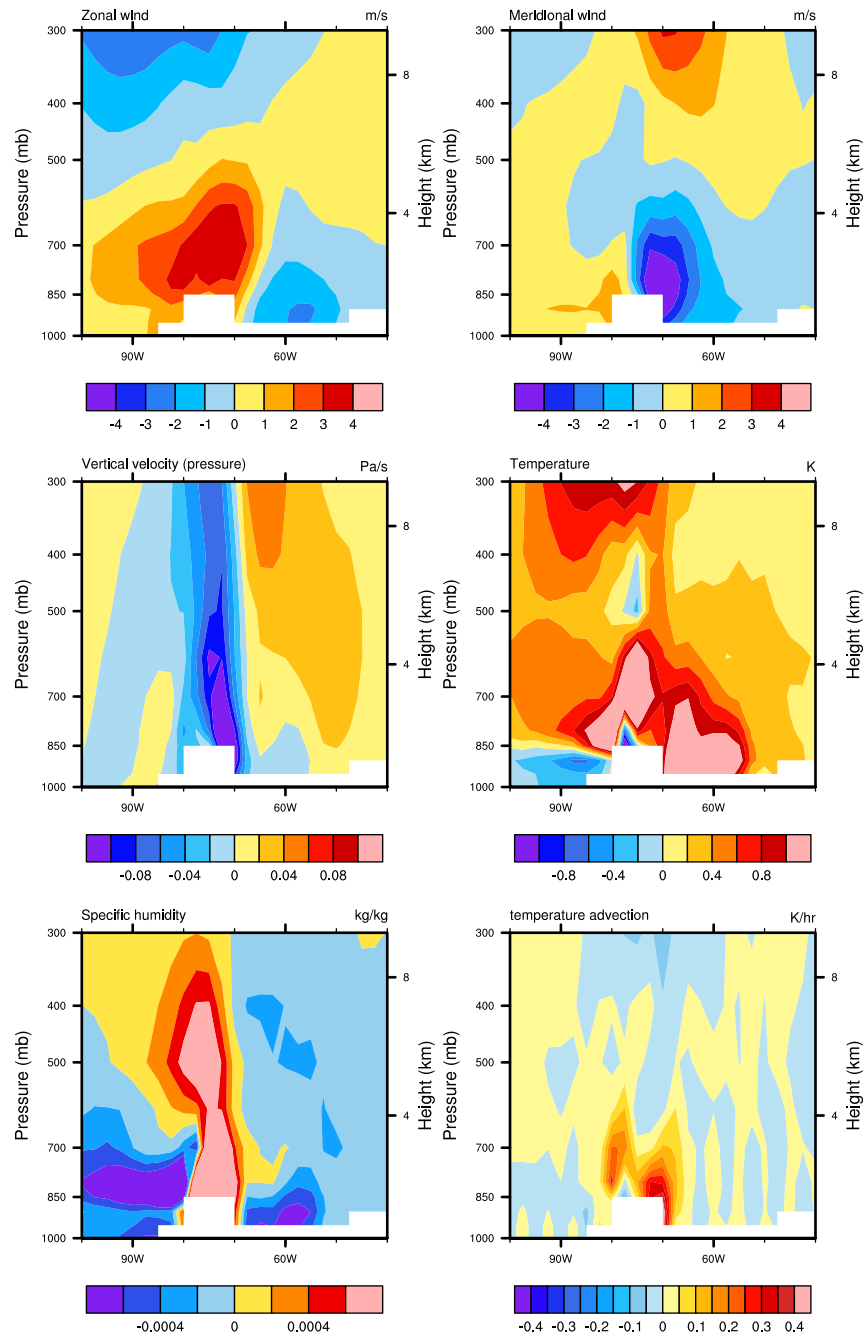 Zonal wind m/s
300
400
500
700
850
1000
Pressure (mb)
8
4
Height (km)
90W 60W
-4 -3 -2 -1 0 1 2 3 4
Meridional wind m/s
300
400
500
700
850
1000
Pressure (mb)
8
4
Height (km)
90W 60W
-4 -3 -2 -1 0 1 2 3 4
Vertical velocity (pressure) Pa/s
300
400
500
700
850
1000
Pressure (mb)
8
4
Height (km)
90W 60W
-0.08 -0.04 0 0.04 0.08
Temperature K
300
400
500
700
850
1000
Pressure (mb)
8
4
Height (km)
90W 60W
-0.8 -0.4 0 0.4 0.8
Specific humidity kg/kg
300
400
500
700
850
1000
Pressure (mb)
8
4
Height (km)
90W 60W
-0.0004 0 0.0004
temperature advection K/hr
300
400
500
700
850
1000
Pressure (mb)
8
4
Height (km)
90W 60W
-0.4 -0.3 -0.2 -0.1 0 0.1 0.2 0.3 0.4